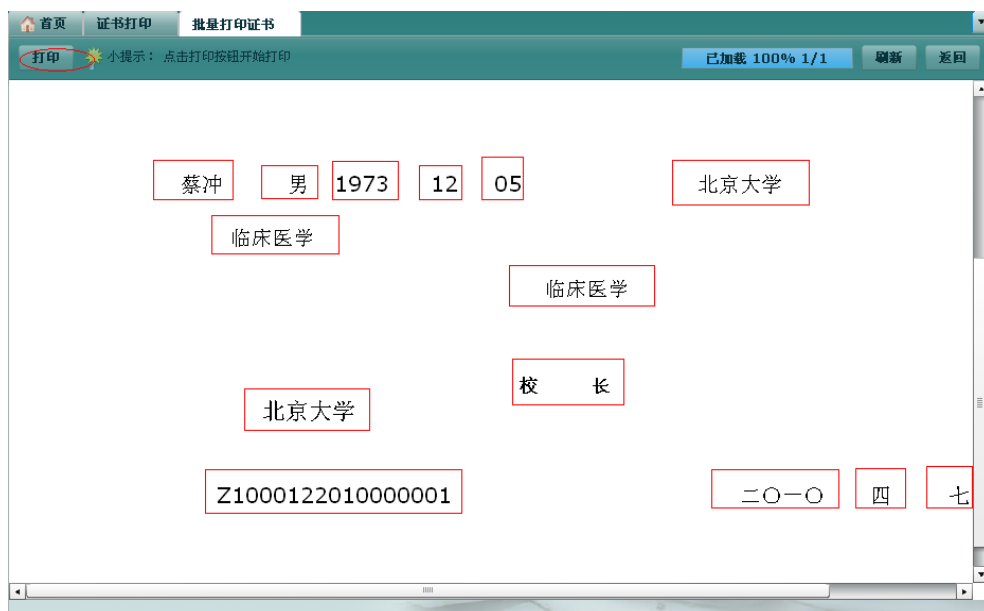 首页 证书打印 批量打印证书
打印 小提示： 点击打印按钮开始打印 已加载 100% 1/1 刷新 返回
蔡冲 男 1973 12 05 北京大学
临床医学
临床医学
校 长
北京大学
Z1000122010000001 二〇一〇 四 七